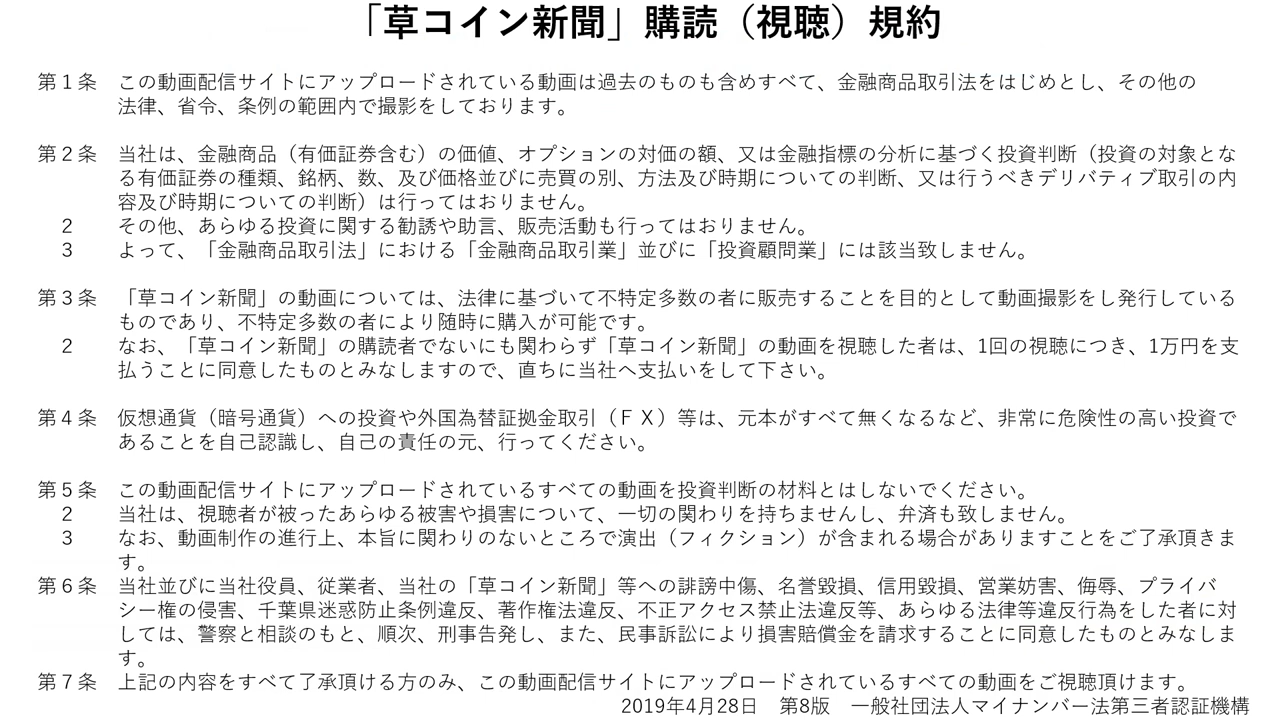 「草コイン新聞」購読（視聴）規約
第１条 この動画配信サイトにアップロードされている動画は過去のものも含めすべて、金融商品取引法をはじめとし、その他の
法律、省令、条例の範囲内で撮影をしております。
第２条 当社は、金融商品（有価証券含む）の価値、オプションの対価の額、又は金融指標の分析に基づく投資判断（投資の対象とな
る有価証券の種類、銘柄、数、及び価格並びに売買の別、方法及び時期についての判断、又は行うべきデリバティブ取引の内
容及び時期についての判断）は行ってはおりません。
２ その他、あらゆる投資に関する勧誘や助言、販売活動も行ってはおりません。
３ よって、「金融商品取引法」における「金融商品取引業」並びに「投資顧問業」には該当致しません。
第３条 「草コイン新聞」の動画については、法律に基づいて不特定多数の者に販売することを目的として動画撮影をし発行している
ものであり、不特定多数の者により随時に購入が可能です。
２ なお、「草コイン新聞」の購読者でないにも関わらず「草コイン新聞」の動画を視聴した者は、1回の視聴につき、1万円を支
払うことに同意したものとみなしますので、直ちに当社へ支払いをして下さい。
第４条 仮想通貨（暗号通貨）への投資や外国為替証拠金取引（ＦＸ）等は、元本がすべて無くなるなど、非常に危険性の高い投資で
あることを自己認識し、自己の責任の元、行ってください。
第５条 この動画配信サイトにアップロードされているすべての動画を投資判断の材料とはしないでください。
２ 当社は、視聴者が被ったあらゆる被害や損害について、一切の関わりを持ちませんし、弁済も致しません。
３ なお、動画制作の進行上、本旨に関わりのないところで演出（フィクション）が含まれる場合がありますことをご了承頂きま
す。
第６条 当社並びに当社役員、従業者、当社の「草コイン新聞」等への誹謗中傷、名誉毀損、信用毀損、営業妨害、侮辱、プライバ
シー権の侵害、千葉県迷惑防止条例違反、著作権法違反、不正アクセス禁止法違反等、あらゆる法律等違反行為をした者に対
しては、警察と相談のもと、順次、刑事告発し、また、民事訴訟により損害賠償金を請求することに同意したものとみなしま
す。
第７条 上記の内容をすべて了承頂ける方のみ、この動画配信サイトにアップロードされているすべての動画をご視聴頂けます。
2019年4月28日 第8版 一般社団法人マイナンバー法第三者認証機構